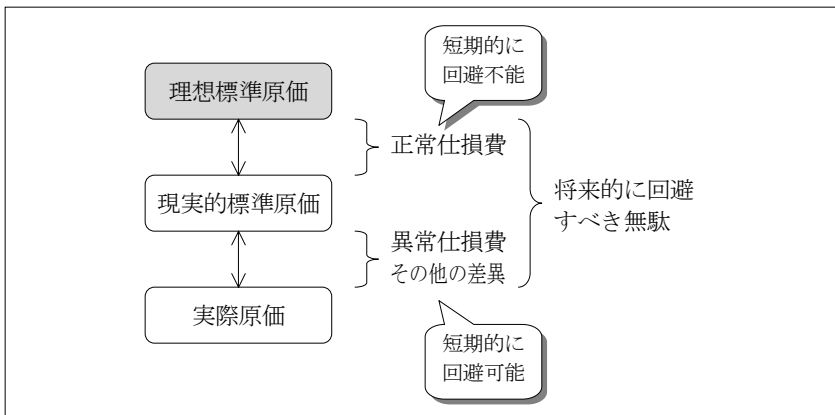 短期的に
回避不能
理想標準原価
正常仕損費
現実的標準原価
将来的に回避
すべき無駄
異常仕損費
その他の差異
実際原価
短期的に
回避可能